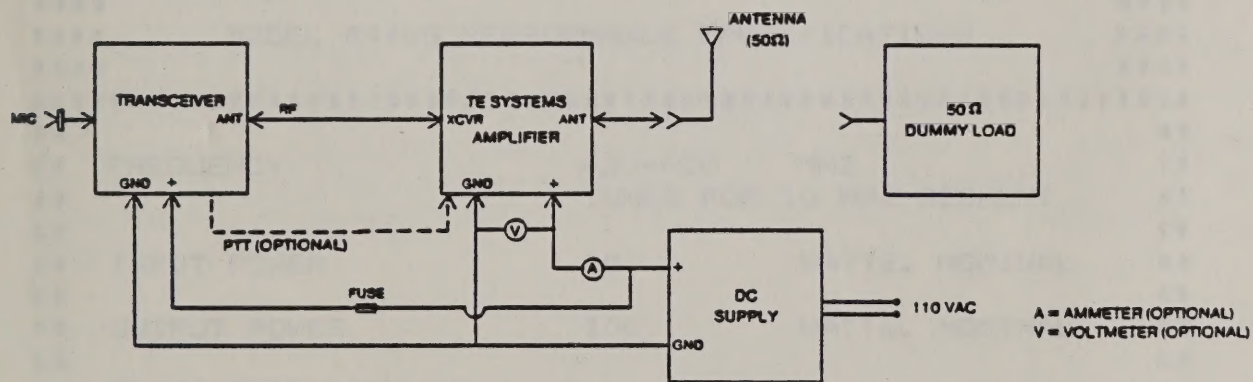 ANTENNA
(50Ω)
TRANSCEIVER
MIC
ANT
RF
TE SYSTEMS
XCVR
ANT
AMPLIFIER
50Ω
DUMMY LOAD
GND
+
GND
+
PTT (OPTIONAL)
V
A
+
FUSE
DC
SUPPLY
110 VAC
GND
A = AMMETER (OPTIONAL)
V = VOLTMETER (OPTIONAL)